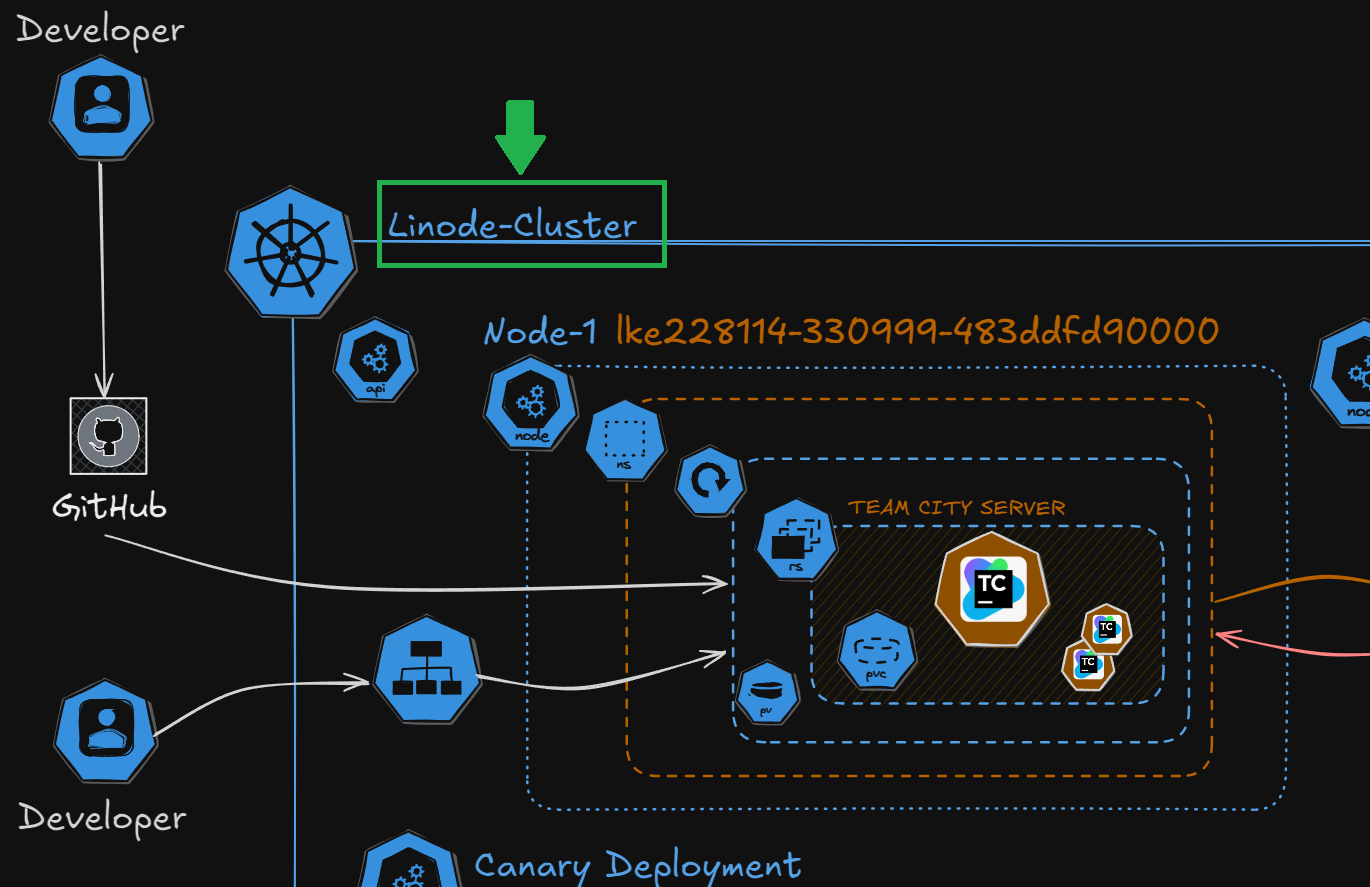 Developer
Linode-Cluster
Node-1 lke228114-330999-483ddfd90000
api
node
nod
ns
TEAM CITY SERVER
rs
TC
TC
TC
pvc
pv
GitHub
Developer
Canary Deployment